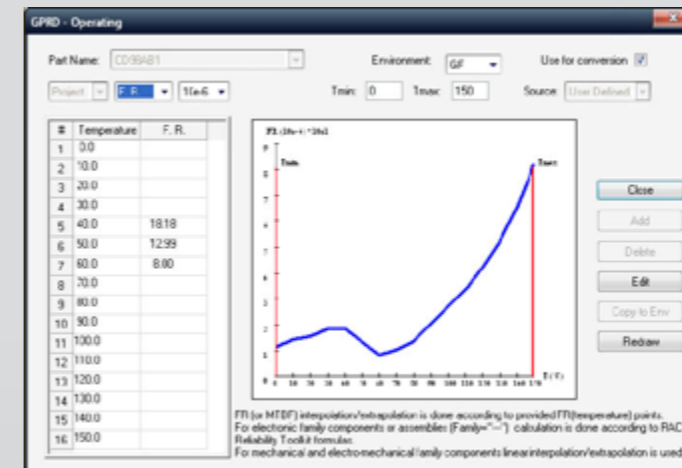 GPRD - Operating
Part Name: CD99AB1 Environment: GF Use for conversion
Project F.R. 10e-6 Tmin: 0 Tmax: 150 Source: User Defined
# Temperature F. R.
1 0.0
2 10.0
3 20.0
4 30.0
5 40.0 18.18
6 50.0 12.99
7 60.0 8.00
8 70.0
9 80.0
10 90.0
11 100.0
12 110.0
13 120.0
14 130.0
15 140.0
16 150.0
Tmin Tmax
T(°C)
Close
Add
Delete
Edit
Copy to Env
Redraw
FR (or MTBF) interpolation/extrapolation is done according to provided FR(temperature) points.
For electronic family components or assemblies (Family="---") calculation is done according to RAC
Reliability Toolkit formulas.
For mechanical and electro-mechanical family components linear interpolation/extrapolation is used